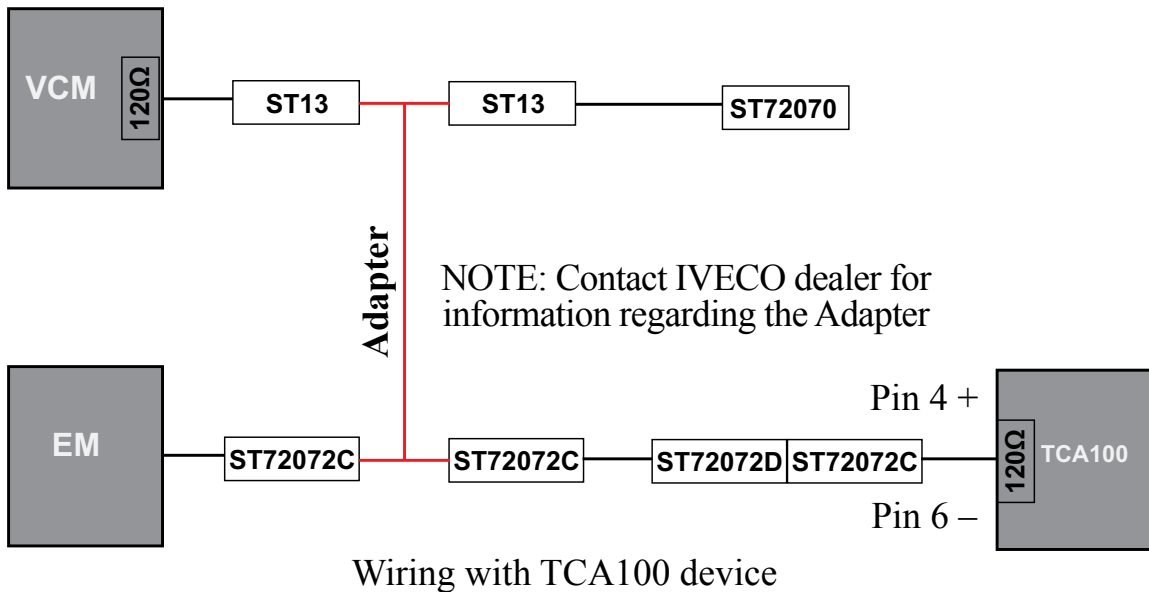 VCM
120Ω
ST13
ST13
ST72070
Adapter
NOTE: Contact IVECO dealer for
information regarding the Adapter
Pin 4 +
EM
ST72072C
ST72072C
ST72072D
ST72072C
120Ω
TCA100
Pin 6 –
Wiring with TCA100 device